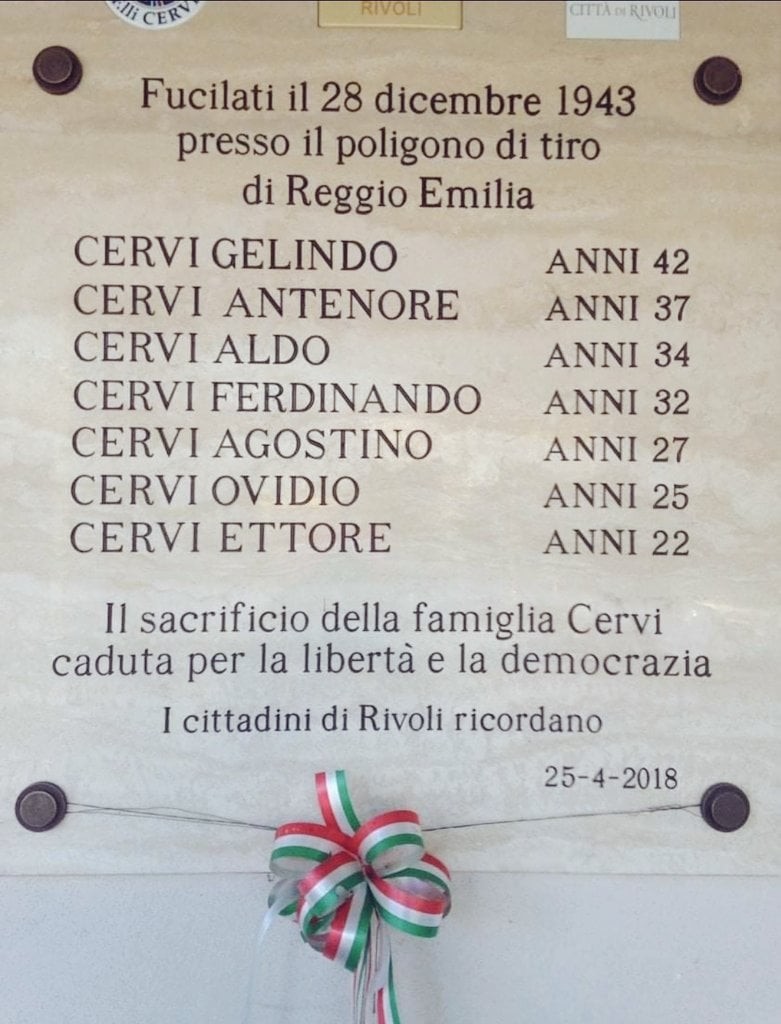 F.lli CERVI
RIVOLI
CITTÀ DI RIVOLI
Fucilati il 28 dicembre 1943
presso il poligono di tiro
di Reggio Emilia
CERVI GELINDO ANNI 42
CERVI ANTENORE ANNI 37
CERVI ALDO ANNI 34
CERVI FERDINANDO ANNI 32
CERVI AGOSTINO ANNI 27
CERVI OVIDIO ANNI 25
CERVI ETTORE ANNI 22
Il sacrificio della famiglia Cervi
caduta per la libertà e la democrazia
I cittadini di Rivoli ricordano
25-4-2018